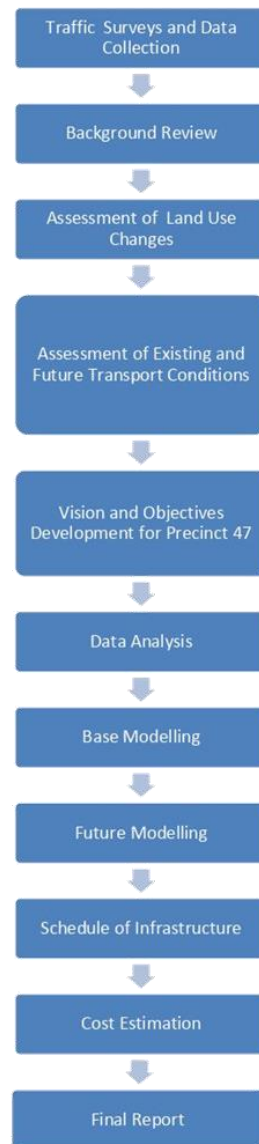 Traffic Surveys and Data
Collection
Background Review
Assessment of Land Use
Changes
Assessment of Existing and
Future Transport Conditions
Vision and Objectives
Development for Precinct 47
Data Analysis
Base Modelling
Future Modelling
Schedule of Infrastructure
Cost Estimation
Final Report